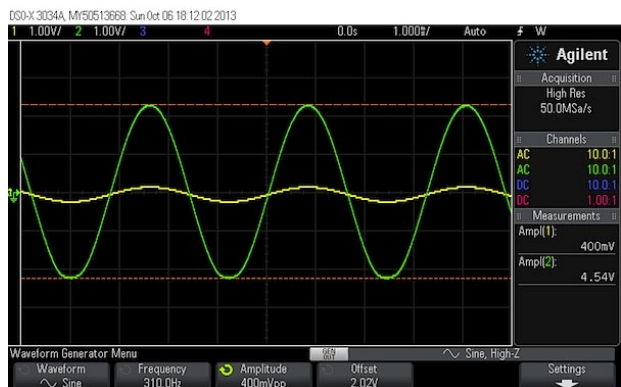 DSO-X 3034A, MY50513668: Sun Oct 06 18:12:02 2013
1 1.00V/ 2 1.00V/ 3 4 0.0s 1.000s/ Auto W
Agilent
Acquisition
High Res
50.0MSa/s
Channels
AC 10.0:1
AC 10.0:1
DC 10.0:1
DC 1.00:1
Measurements
Ampl(1):
400mV
Ampl(2):
4.54V
Waveform Generator Menu GEN OUT Sine, High-Z
Waveform Frequency Amplitude Offset Settings
Sine 310.0Hz 400mVpp 2.02V